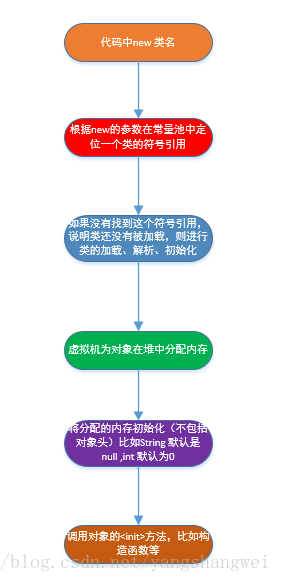 代码中new 类名
根据new的参数在常量池中定
位一个类的符号引用
如果没有找到这个符号引用，
说明类还没有被加载，则进行
类的加载、解析、初始化
虚拟机为对象在堆中分配内存
将分配的内存初始化（不包括
对象头）比如String 默认是
null ,int 默认为0
调用对象的<init>方法，比如构
造函数等
/blog.csdn.net/yangshangwei